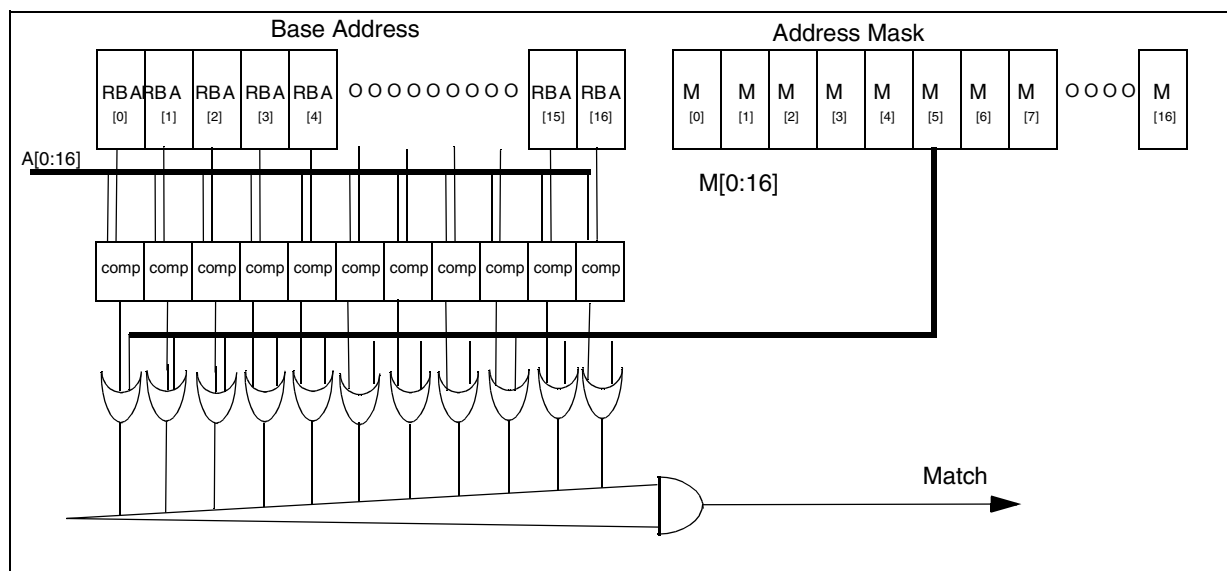 Base Address Address Mask
RBA RBA RBA RBA RBA O O O O O O O O O RBA RBA M M M M M M M M O O O O M
[0] [1] [2] [3] [4] [15] [16] [0] [1] [2] [3] [4] [5] [6] [7] [16]
A[0:16]
M[0:16]
comp comp comp comp comp comp comp comp comp comp comp
Match